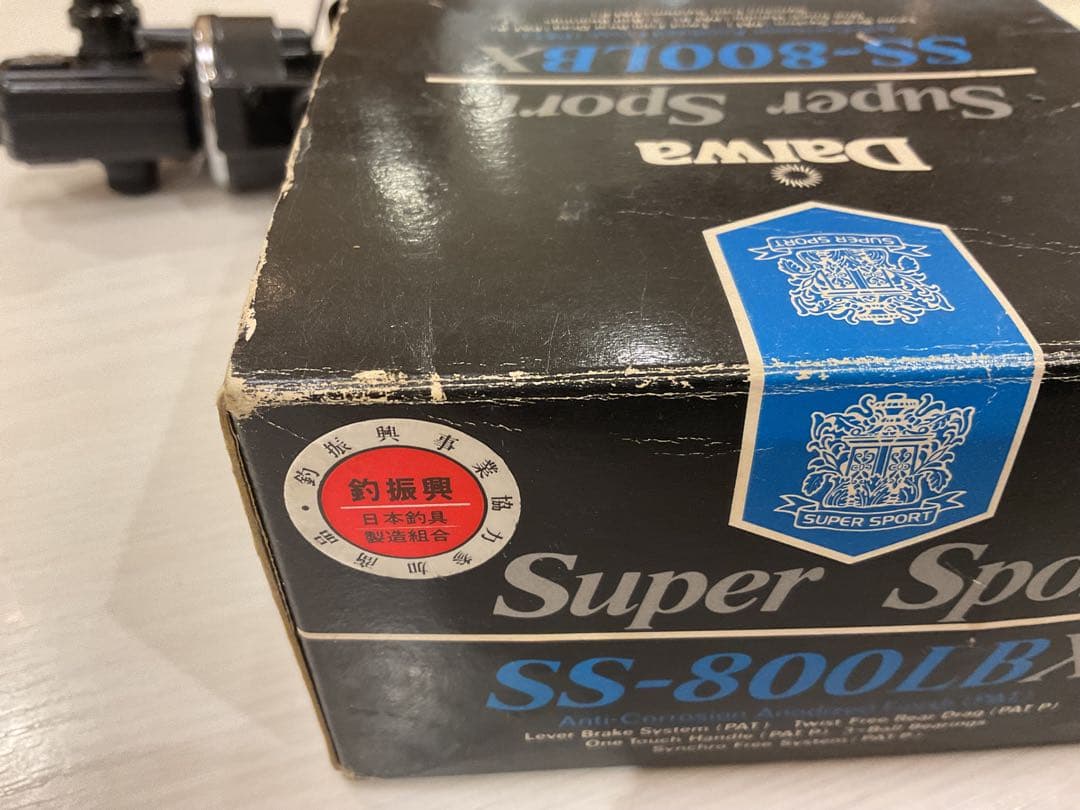 SS-800LBX
Super Sport
Daiwa
SUPER SPORT
SUPER SPORT
釣振興事業協力参加商品
釣振興
日本釣具
製造組合
Super Spo
SS-800LBX
Lever Brake System (PAT.) Twist Free Rear Drag (PAT P)
One Touch Handle (PAT P)
Synchro Free System (PAT P)